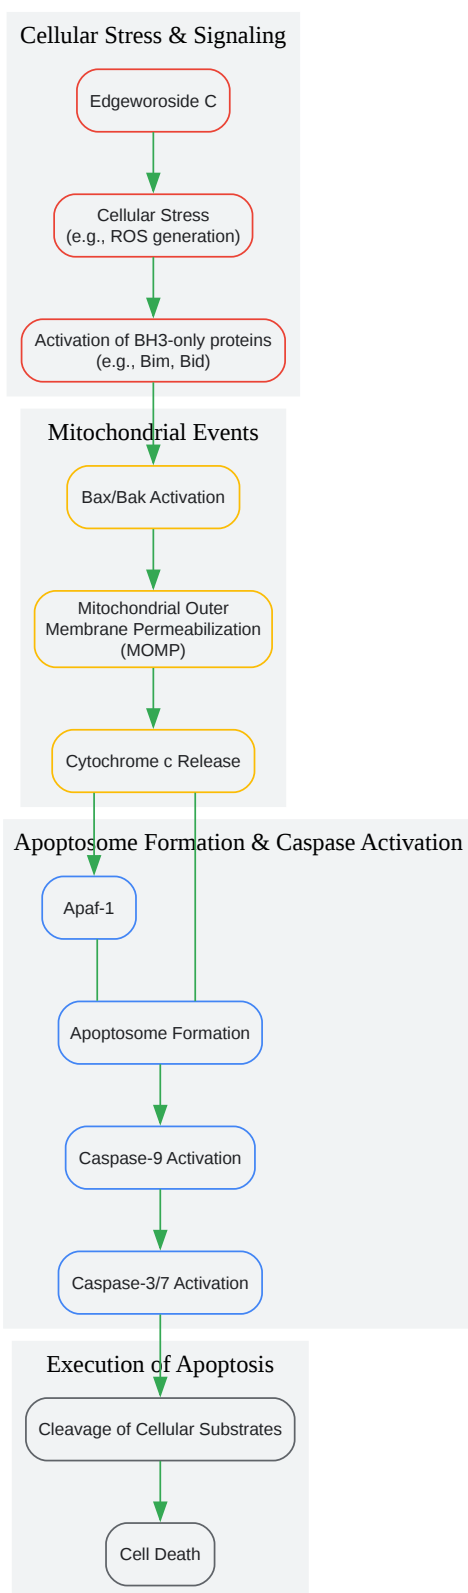 Cellular Stress & Signaling
Edgeworoside C
Cellular Stress
(e.g., ROS generation)
Activation of BH3-only proteins
(e.g., Bim, Bid)
Mitochondrial Events
Bax/Bak Activation
Mitochondrial Outer
Membrane Permeabilization
(MOMP)
Cytochrome c Release
Apoptosome Formation & Caspase Activation
Apaf-1
Apoptosome Formation
Caspase-9 Activation
Caspase-3/7 Activation
Execution of Apoptosis
Cleavage of Cellular Substrates
Cell Death